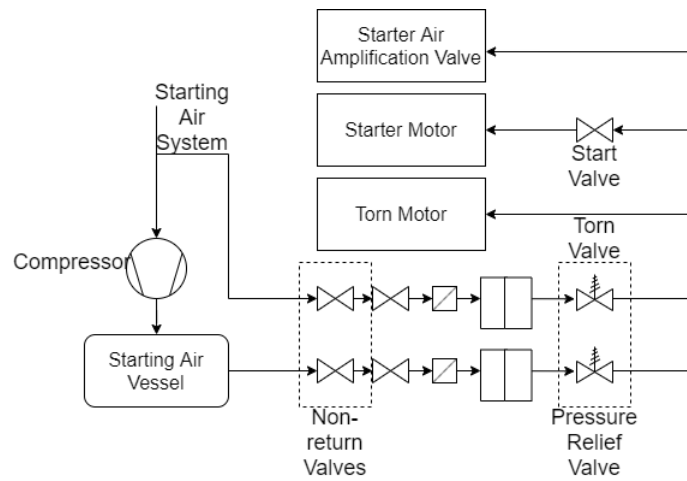 Starter Air
Amplification Valve
Starting
Air
System
Starter Motor
Start
Valve
Torn Motor
Torn
Valve
Compressor
Starting Air
Vessel
Non-
return
Valves
Pressure
Relief
Valve